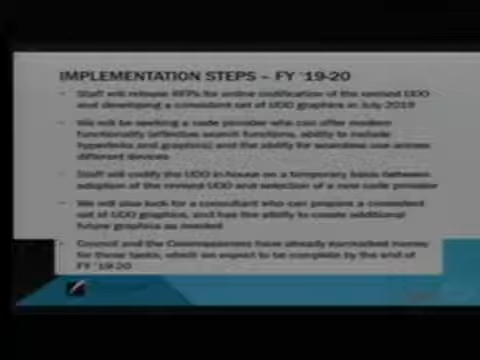 IMPLEMENTATION STEPS – FY '19-20
Staff will release RFPs for online codification of the revised UDO
and developing a consistent set of UDO graphics in July 2019
We will be seeking a code provider who can offer modern
functionality (effective search functions, ability to include
hyperlinks and graphics) and the ability for seamless use across
different devices
Staff will codify the UDO in-house on a temporary basis between
adoption of the revised UDO and selection of a new code provider
We will also look for a consultant who can prepare a consistent
set of UDO graphics, and has the ability to create additional
future graphics as needed
Council and the Commissioners have already earmarked money
for these tasks, which we expect to be complete by the end of
FY '19-20